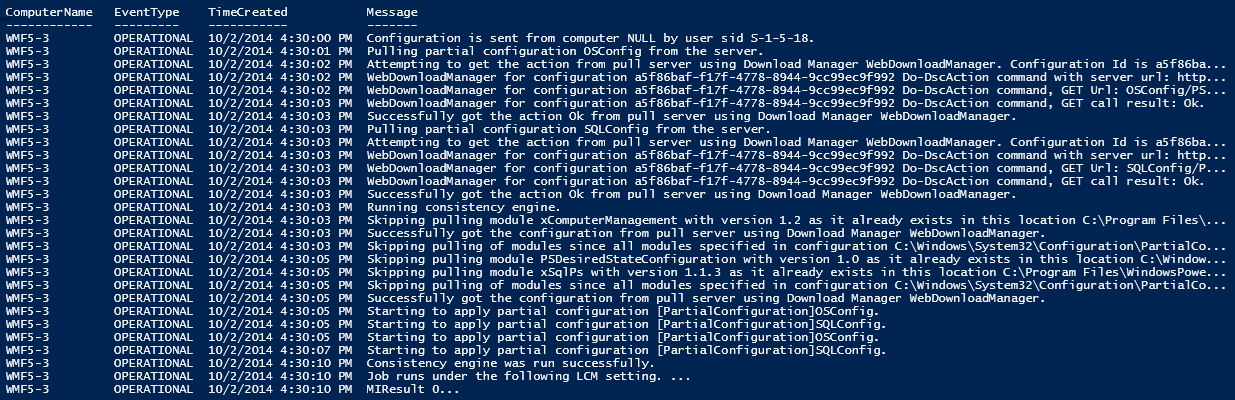 ComputerName EventType TimeCreated Message
------------ --------- ----------- -------
WMF5-3 OPERATIONAL 10/2/2014 4:30:00 PM Configuration is sent from computer NULL by user sid S-1-5-18.
WMF5-3 OPERATIONAL 10/2/2014 4:30:01 PM Pulling partial configuration OSConfig from the server.
WMF5-3 OPERATIONAL 10/2/2014 4:30:02 PM Attempting to get the action from pull server using Download Manager WebDownloadManager. Configuration Id is a5f86ba...
WMF5-3 OPERATIONAL 10/2/2014 4:30:02 PM WebDownloadManager for configuration a5f86baf-f17f-4778-8944-9cc99ec9f992 Do-DscAction command with server url: http...
WMF5-3 OPERATIONAL 10/2/2014 4:30:02 PM WebDownloadManager for configuration a5f86baf-f17f-4778-8944-9cc99ec9f992 Do-DscAction command, GET Url: OSConfig/PS...
WMF5-3 OPERATIONAL 10/2/2014 4:30:03 PM WebDownloadManager for configuration a5f86baf-f17f-4778-8944-9cc99ec9f992 Do-DscAction command, GET call result: Ok.
WMF5-3 OPERATIONAL 10/2/2014 4:30:03 PM Successfully got the action Ok from pull server using Download Manager WebDownloadManager.
WMF5-3 OPERATIONAL 10/2/2014 4:30:03 PM Pulling partial configuration SQLConfig from the server.
WMF5-3 OPERATIONAL 10/2/2014 4:30:03 PM Attempting to get the action from pull server using Download Manager WebDownloadManager. Configuration Id is a5f86ba...
WMF5-3 OPERATIONAL 10/2/2014 4:30:03 PM WebDownloadManager for configuration a5f86baf-f17f-4778-8944-9cc99ec9f992 Do-DscAction command with server url: http...
WMF5-3 OPERATIONAL 10/2/2014 4:30:03 PM WebDownloadManager for configuration a5f86baf-f17f-4778-8944-9cc99ec9f992 Do-DscAction command, GET Url: SQLConfig/P...
WMF5-3 OPERATIONAL 10/2/2014 4:30:03 PM WebDownloadManager for configuration a5f86baf-f17f-4778-8944-9cc99ec9f992 Do-DscAction command, GET call result: Ok.
WMF5-3 OPERATIONAL 10/2/2014 4:30:03 PM Successfully got the action Ok from pull server using Download Manager WebDownloadManager.
WMF5-3 OPERATIONAL 10/2/2014 4:30:03 PM Running consistency engine.
WMF5-3 OPERATIONAL 10/2/2014 4:30:03 PM Skipping pulling module xComputerManagement with version 1.2 as it already exists in this location C:\Program Files\...
WMF5-3 OPERATIONAL 10/2/2014 4:30:03 PM Successfully got the configuration from pull server using Download Manager WebDownloadManager.
WMF5-3 OPERATIONAL 10/2/2014 4:30:03 PM Skipping pulling of modules since all modules specified in configuration C:\Windows\System32\Configuration\PartialCo...
WMF5-3 OPERATIONAL 10/2/2014 4:30:05 PM Skipping pulling module PSDesiredStateConfiguration with version 1.0 as it already exists in this location C:\Window...
WMF5-3 OPERATIONAL 10/2/2014 4:30:05 PM Skipping pulling module xSqlPs with version 1.1.3 as it already exists in this location C:\Program Files\WindowsPowe...
WMF5-3 OPERATIONAL 10/2/2014 4:30:05 PM Skipping pulling of modules since all modules specified in configuration C:\Windows\System32\Configuration\PartialCo...
WMF5-3 OPERATIONAL 10/2/2014 4:30:05 PM Successfully got the configuration from pull server using Download Manager WebDownloadManager.
WMF5-3 OPERATIONAL 10/2/2014 4:30:05 PM Starting to apply partial configuration [PartialConfiguration]OSConfig.
WMF5-3 OPERATIONAL 10/2/2014 4:30:05 PM Starting to apply partial configuration [PartialConfiguration]SQLConfig.
WMF5-3 OPERATIONAL 10/2/2014 4:30:05 PM Starting to apply partial configuration [PartialConfiguration]OSConfig.
WMF5-3 OPERATIONAL 10/2/2014 4:30:07 PM Starting to apply partial configuration [PartialConfiguration]SQLConfig.
WMF5-3 OPERATIONAL 10/2/2014 4:30:10 PM Consistency engine was run successfully.
WMF5-3 OPERATIONAL 10/2/2014 4:30:10 PM Job runs under the following LCM setting. ...
WMF5-3 OPERATIONAL 10/2/2014 4:30:10 PM MIResult 0...